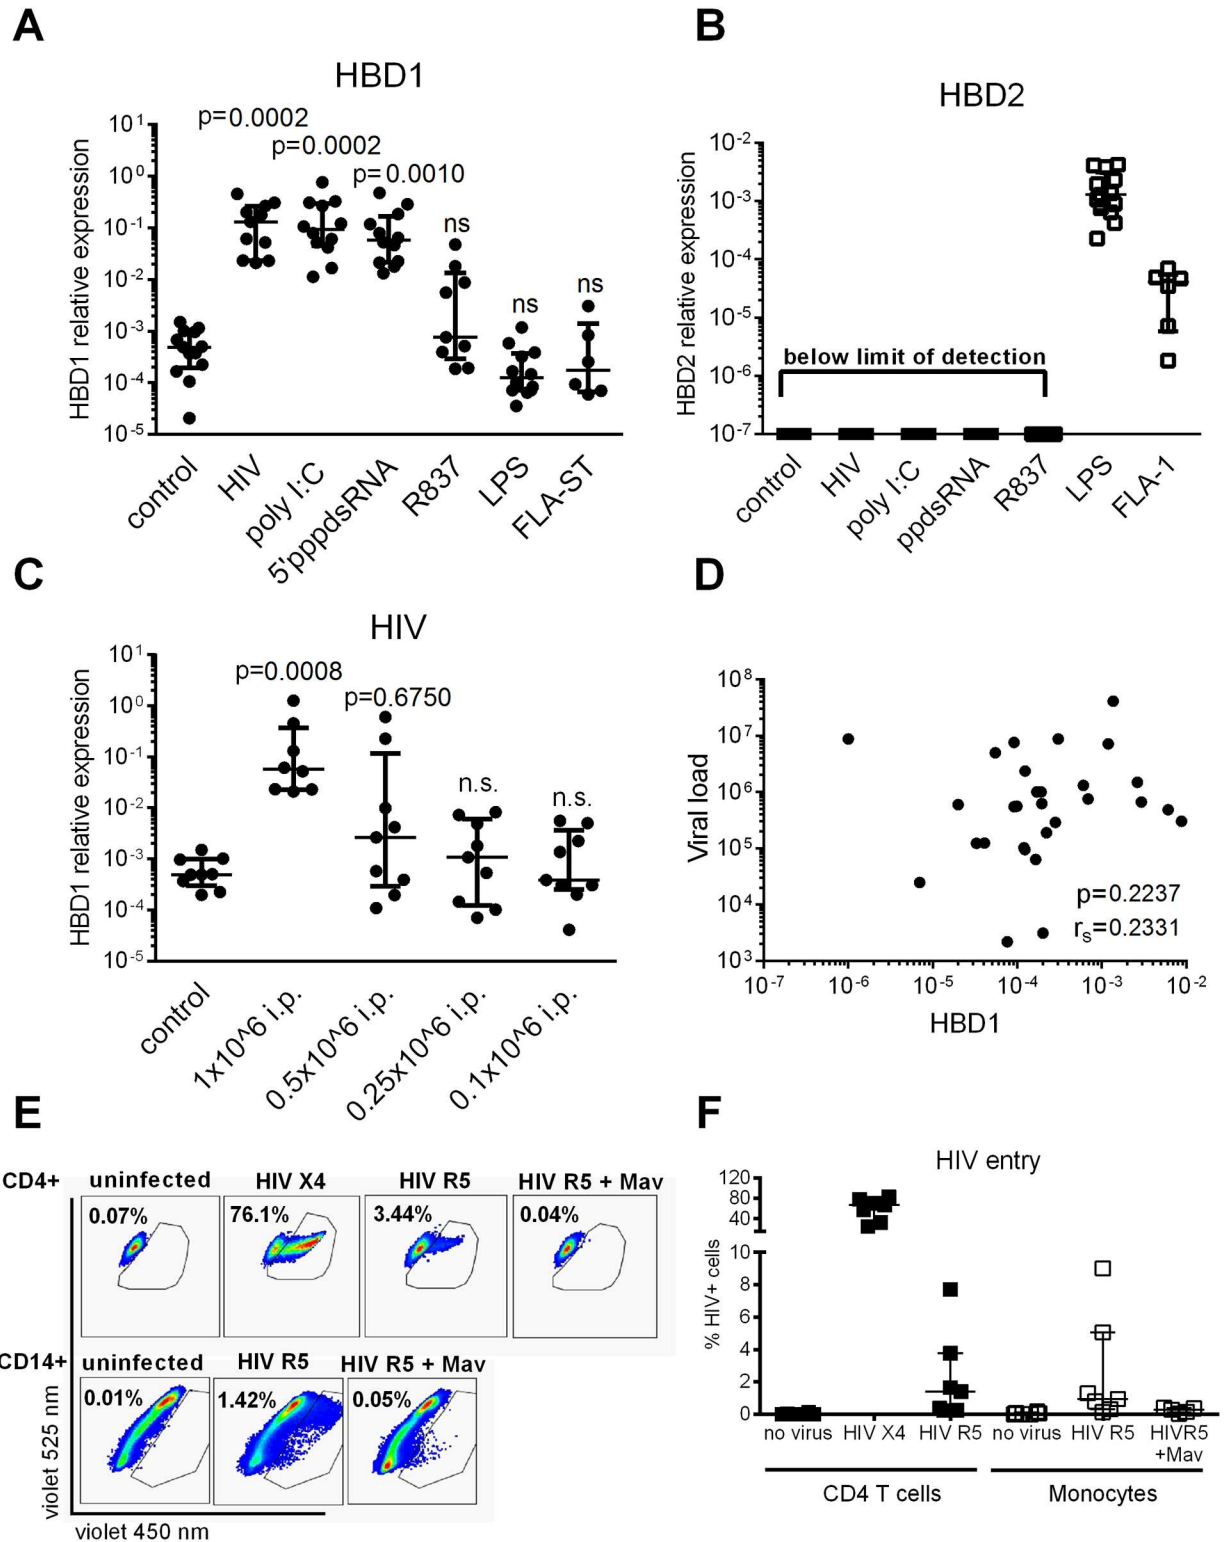 A
HBD1
p=0.0002
p=0.0002
p=0.0010
ns
ns
ns
HBD1 relative expression
10^1
10^0
10^-1
10^-2
10^-3
10^-4
10^-5
control
HIV
poly I:C
5'pppdsRNA
R837
LPS
FLA-ST
B
HBD2
HBD2 relative expression
10^-2
10^-3
10^-4
10^-5
10^-6
10^-7
below limit of detection
control
HIV
poly I:C
ppdsRNA
R837
LPS
FLA-1
C
HIV
p=0.0008
p=0.6750
n.s.
n.s.
HBD1 relative expression
10^1
10^0
10^-1
10^-2
10^-3
10^-4
10^-5
control
1x10^6 i.p.
0.5x10^6 i.p.
0.25x10^6 i.p.
0.1x10^6 i.p.
D
Viral load
10^8
10^7
10^6
10^5
10^4
10^3
p=0.2237
rs=0.2331
10^-7
10^-6
10^-5
10^-4
10^-3
10^-2
HBD1
E
CD4+
uninfected
HIV X4
HIV R5
HIV R5 + Mav
0.07%
76.1%
3.44%
0.04%
CD14+
uninfected
HIV R5
HIV R5 + Mav
0.01%
1.42%
0.05%
violet 525 nm
violet 450 nm
F
HIV entry
% HIV+ cells
120
80
40
10
8
6
4
2
0
no virus
HIV X4
HIV R5
no virus
HIV R5
HIVR5
+Mav
CD4 T cells
Monocytes